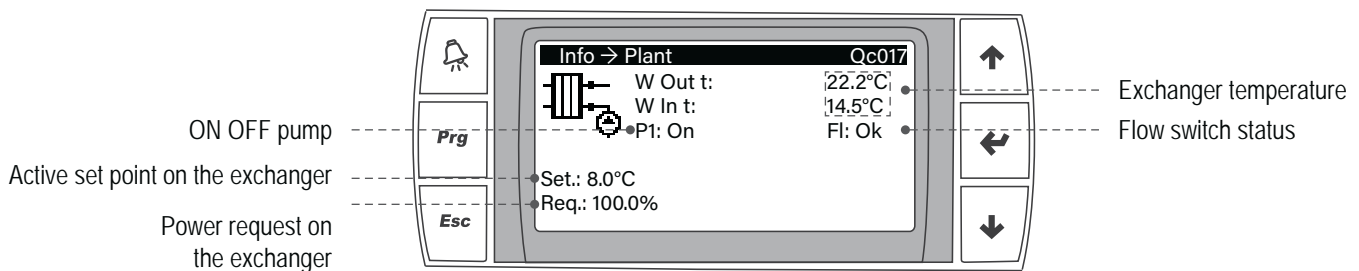 Info → Plant Qc017
W Out t: 22.2°C
W In t: 14.5°C
P1: On Fl: Ok
Set.: 8.0°C
Req.: 100.0%
Prg
Esc
ON OFF pump
Active set point on the exchanger
Power request on
the exchanger
Exchanger temperature
Flow switch status